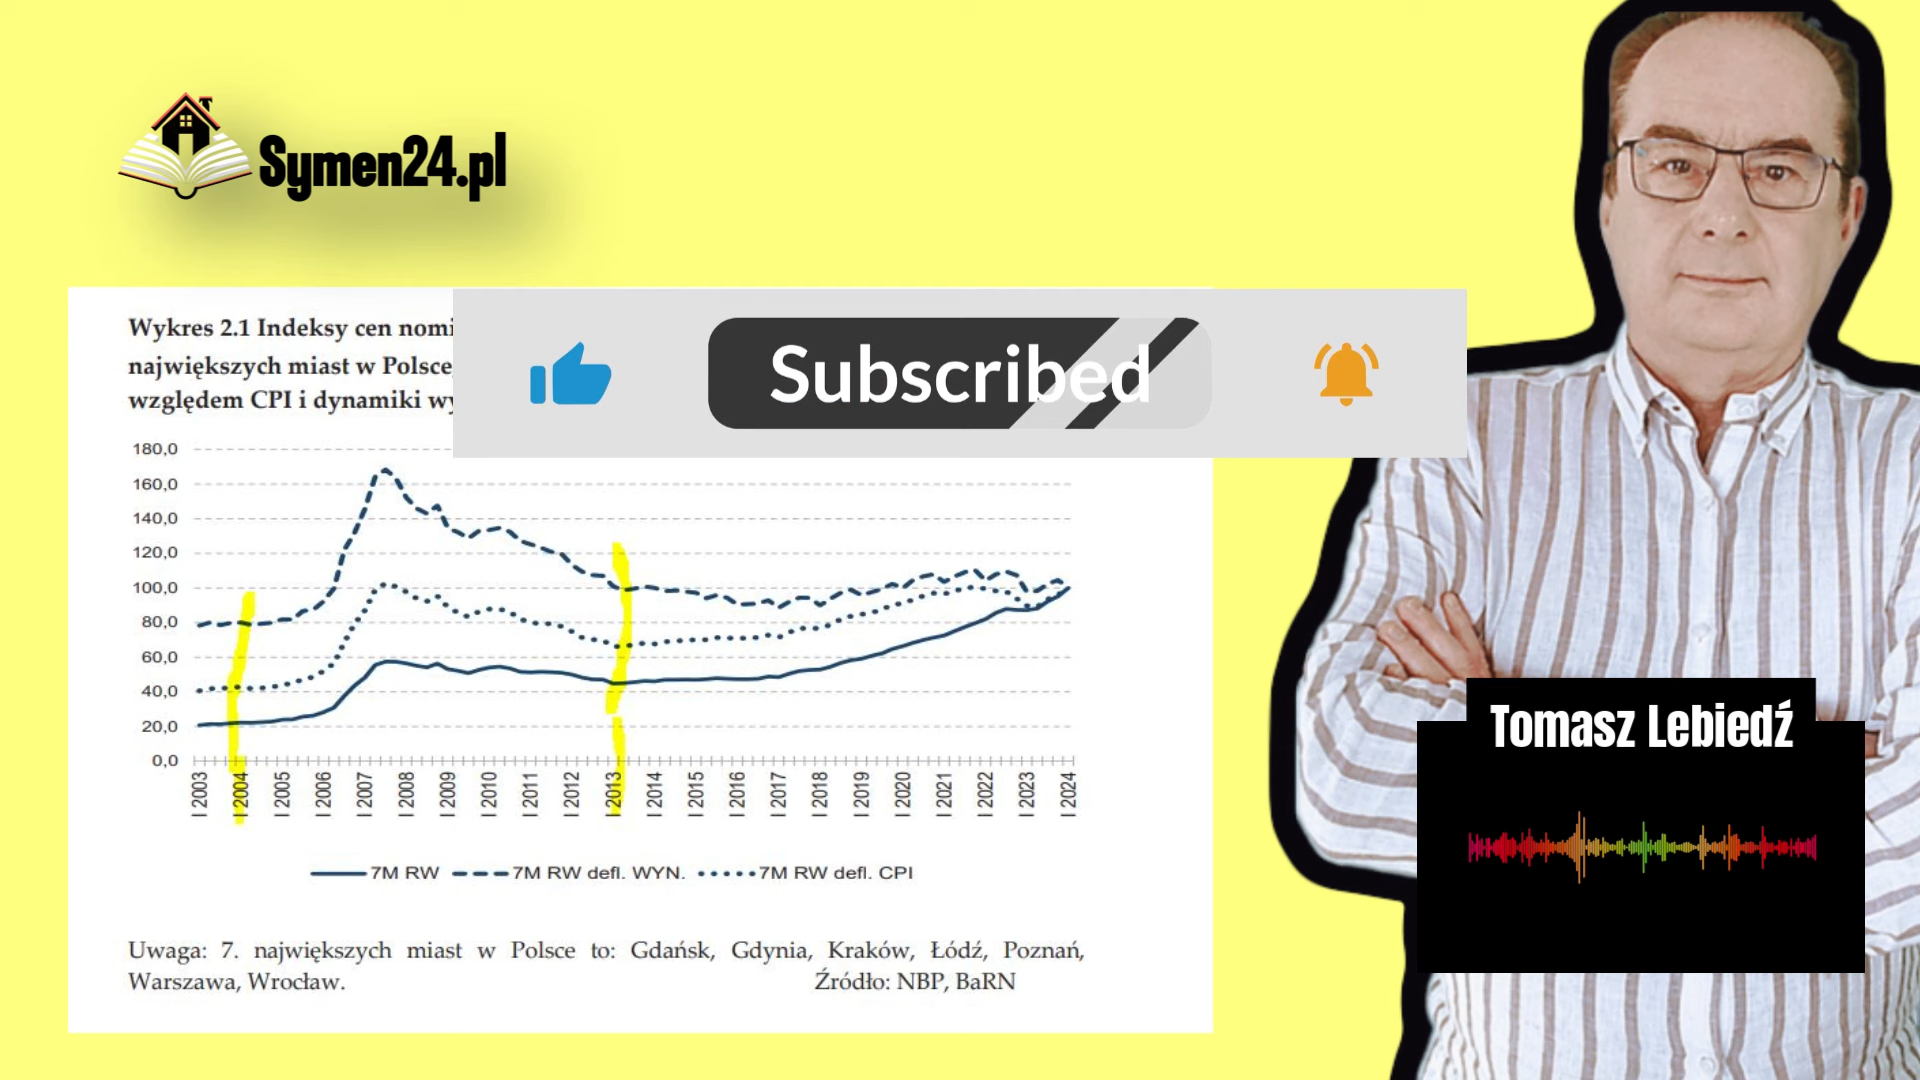 Symen24.pl
Wykres 2.1 Indeksy cen
największych miast w Polsce
względem CPI i dynamiki
Subscribed
180,0
160,0
140,0
120,0
100,0
80,0
60,0
40,0
20,0
0,0
I 2003
I 2004
I 2005
I 2006
I 2007
I 2008
I 2009
I 2010
I 2011
I 2012
I 2013
I 2014
I 2015
I 2016
I 2017
I 2018
I 2019
I 2020
I 2021
I 2022
I 2023
I 2024
7M RW 7M RW defl. WYN. 7M RW defl. CPI
Uwaga: 7. największych miast w Polsce to: Gdańsk, Gdynia, Kraków, Łódź, Poznań,
Warszawa, Wrocław. Źródło: NBP, BaRN
Tomasz Lebiedź